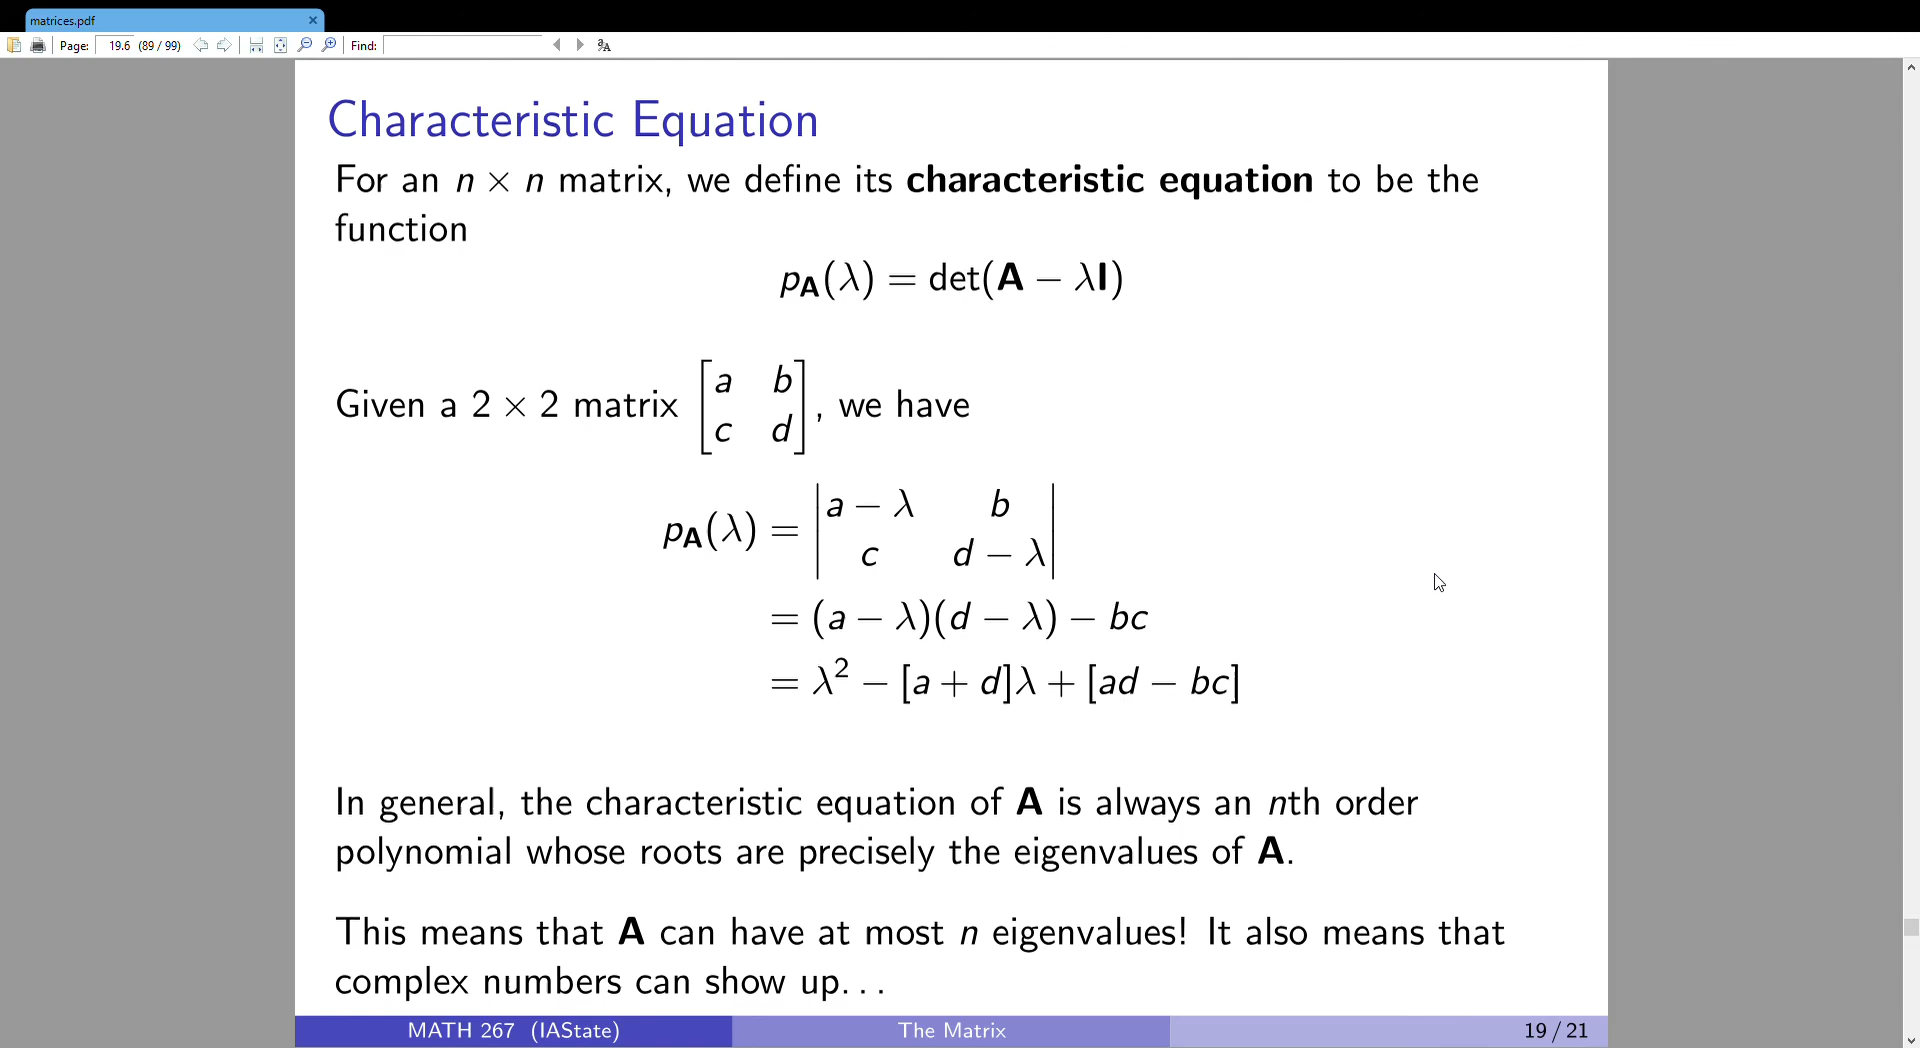 matrices.pdf
Page: 19.6 (89 / 99) Find:
Characteristic Equation
For an n × n matrix, we define its characteristic equation to be the
function
p_A(λ) = det(A − λI)
Given a 2 × 2 matrix [a b; c d], we have
p_A(λ) = |a − λ b; c d − λ|
= (a − λ)(d − λ) − bc
= λ² − [a + d]λ + [ad − bc]
In general, the characteristic equation of A is always an nth order
polynomial whose roots are precisely the eigenvalues of A.
This means that A can have at most n eigenvalues! It also means that
complex numbers can show up. . .
MATH 267 (IAState) The Matrix 19 / 21